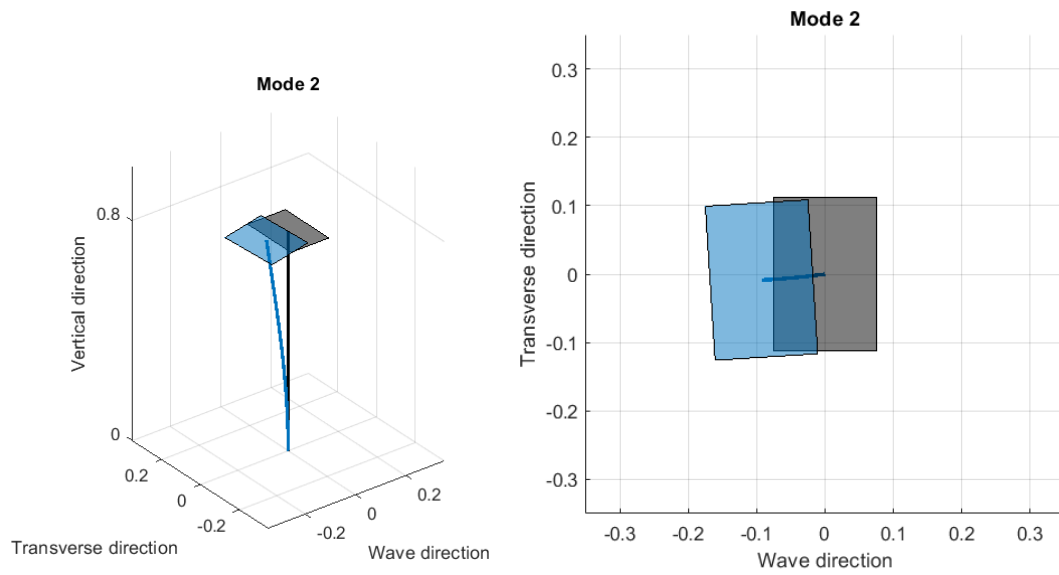 Mode 2
Vertical direction
0.8
0
0.2
0
-0.2
Transverse direction
-0.2
0
0.2
Wave direction
Mode 2
Transverse direction
0.3
0.2
0.1
0
-0.1
-0.2
-0.3
-0.3 -0.2 -0.1 0 0.1 0.2 0.3
Wave direction